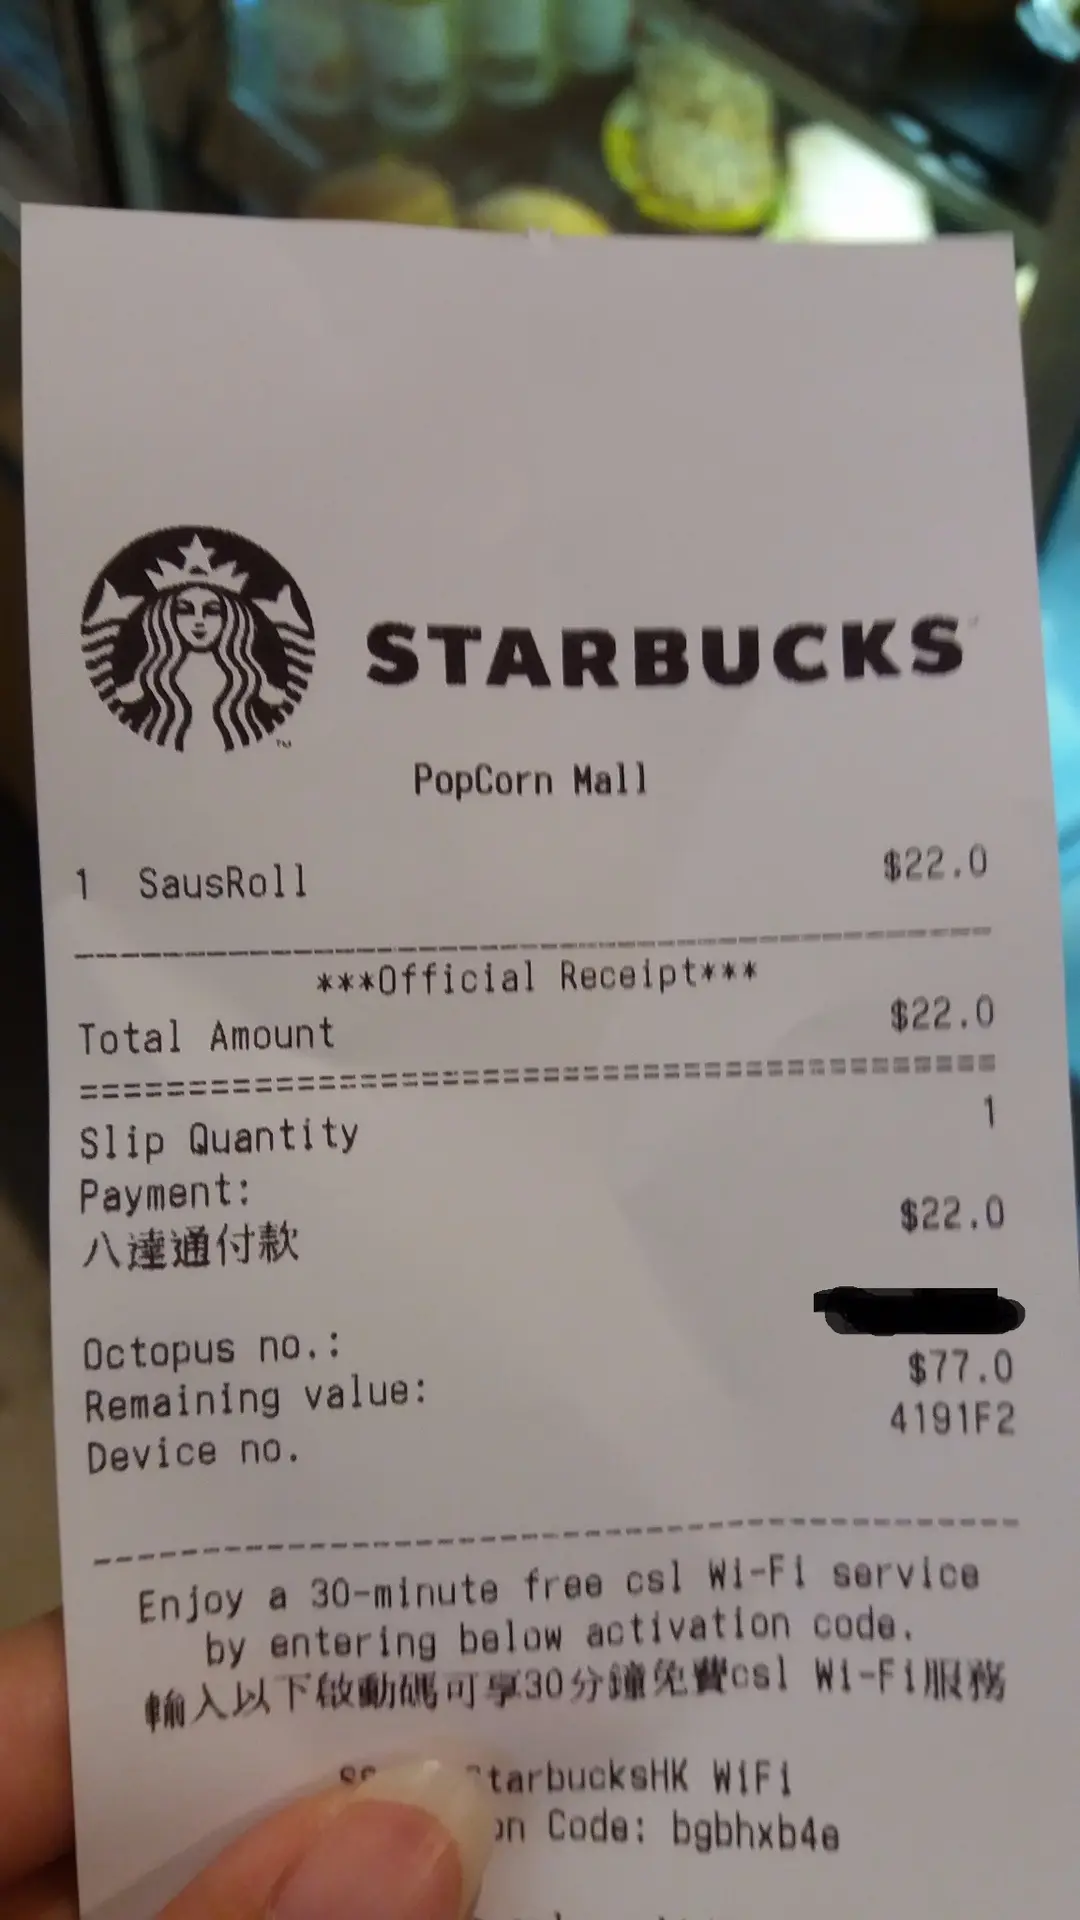 STARBUCKS
PopCorn Mall
1 SausRoll $22.0
***Official Receipt***
Total Amount $22.0
Slip Quantity 1
Payment:
八達通付款 $22.0
Octopus no.:
Remaining value: $77.0
Device no. 4191F2
Enjoy a 30-minute free csl Wi-Fi service
by entering below activation code.
輸入以下啟動碼可享30分鐘免費csl Wi-Fi服務
tarbucksHK WiFi
on Code: bgbhxb4e